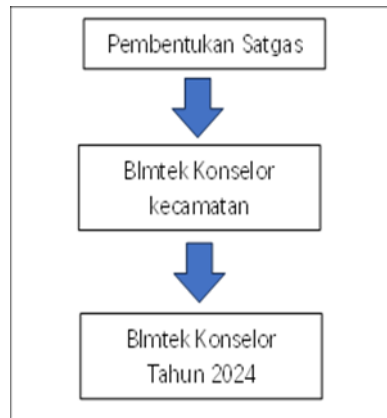 Pembentukan Satgas
BImtek Konselor
kecamatan
BImtek Konselor
Tahun 2024